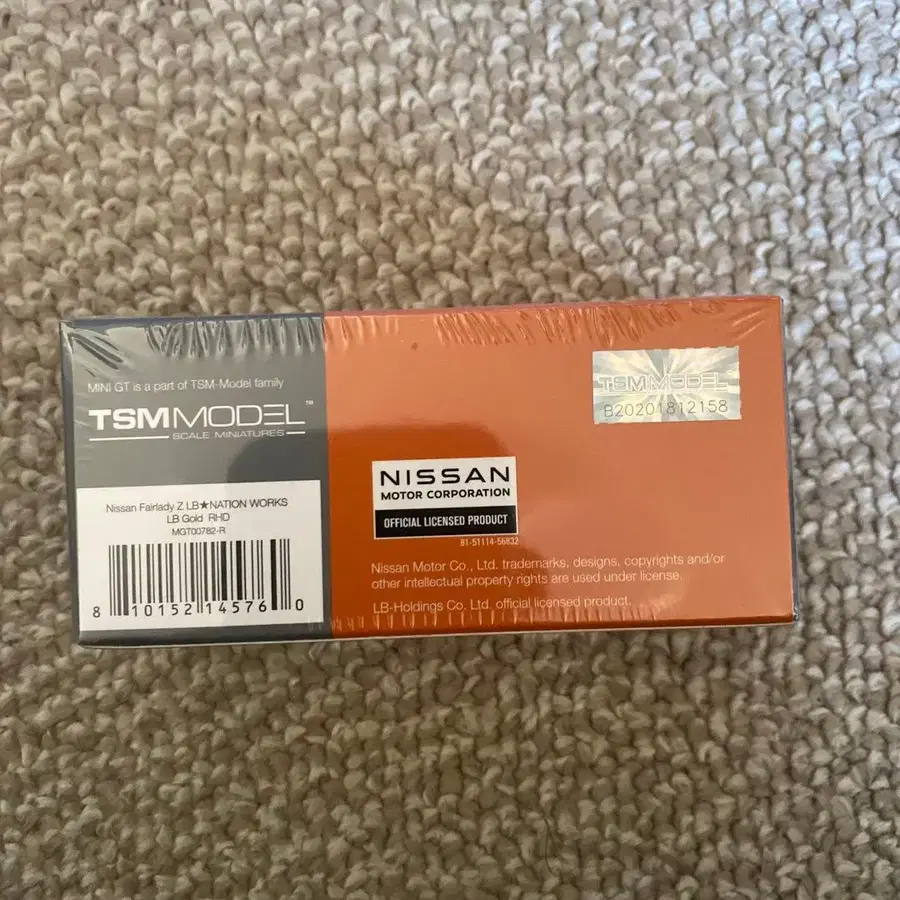 MINI GT is a part of TSM-Model family
TSMMODEL™
SCALE MINIATURES
Nissan Fairlady Z LB★NATION WORKS
LB Gold RHD
MGT00782-R
8 10152 14576 0
TSMMODEL
B20201812158
NISSAN
MOTOR CORPORATION
OFFICIAL LICENSED PRODUCT
81-51114-56832
Nissan Motor Co., Ltd. trademarks, designs, copyrights and/or
other intellectual property rights are used under license.
LB-Holdings Co. Ltd. official licensed product.